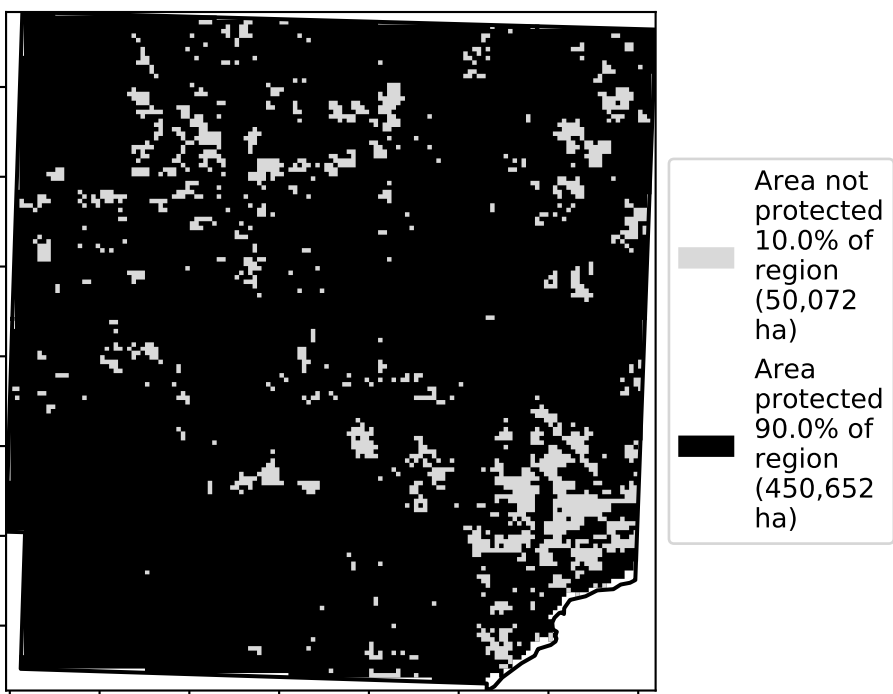 Area not
protected
10.0% of
region
(50,072
ha)
Area
protected
90.0% of
region
(450,652
ha)